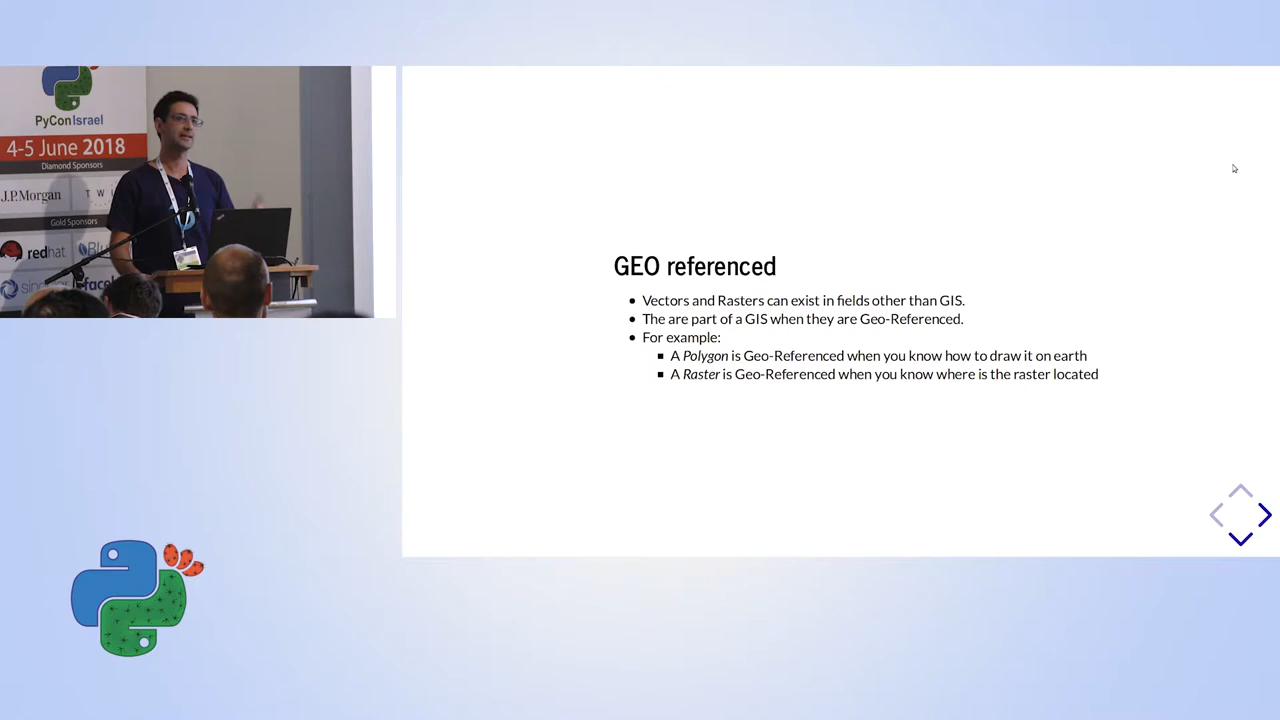 PyConIsrael
4-5 June 2018
Diamond Sponsors
J.P.Morgan
Gold Sponsors
redhat
GEO referenced
Vectors and Rasters can exist in fields other than GIS.
The are part of a GIS when they are Geo-Referenced.
For example:
A Polygon is Geo-Referenced when you know how to draw it on earth
A Raster is Geo-Referenced when you know where is the raster located